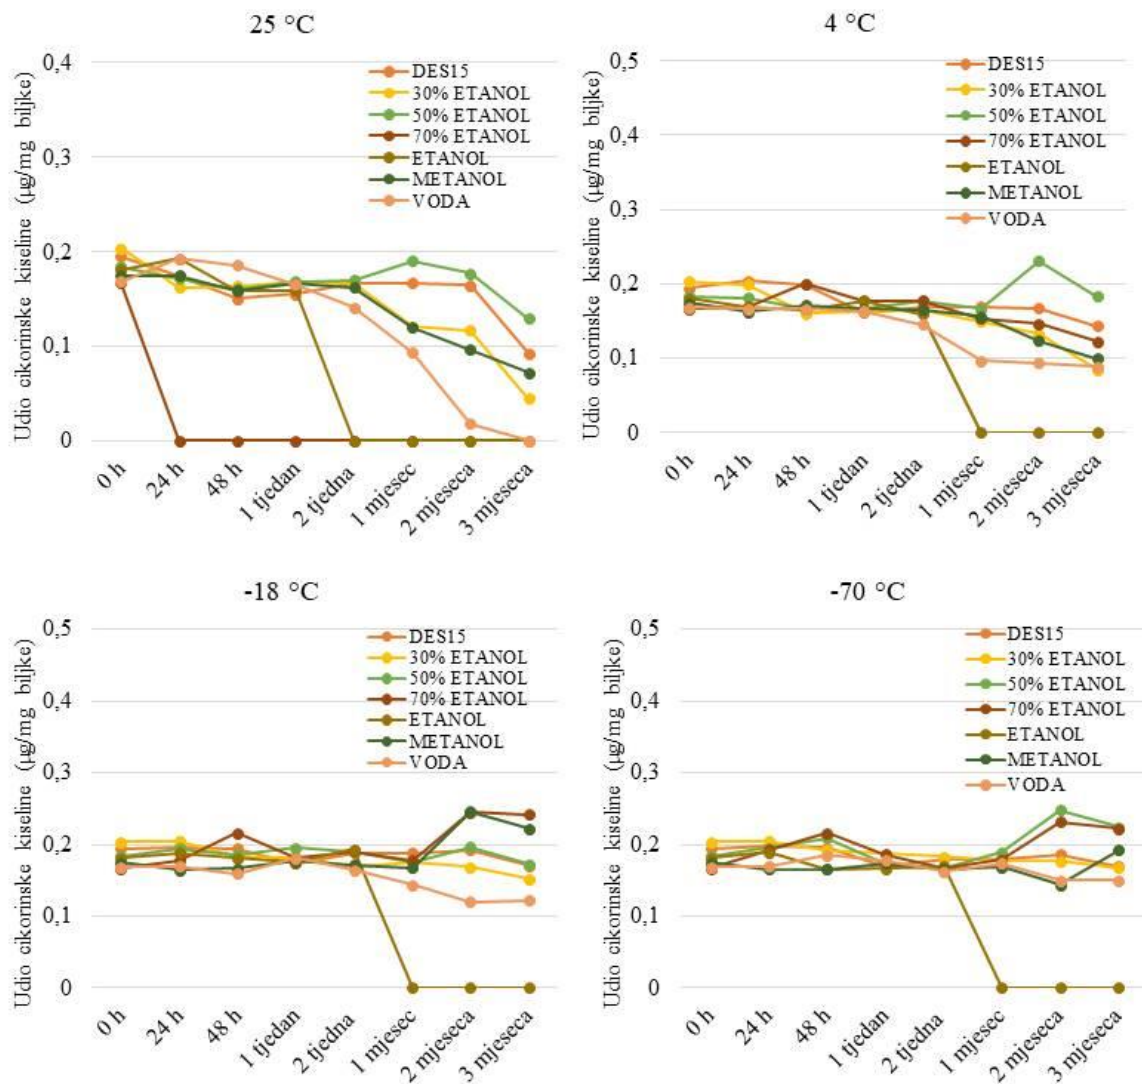 25 °C
Udio cikorinske kiseline (µg/mg biljke)
0,4
0,3
0,2
0,1
0
DES15
30% ETANOL
50% ETANOL
70% ETANOL
ETANOL
METANOL
VODA
0 h
24 h
48 h
1 tjedan
2 tjedna
1 mjesec
2 mjeseca
3 mjeseca
4 °C
Udio cikorinske kiseline (µg/mg biljke)
0,5
0,4
0,3
0,2
0,1
0
DES15
30% ETANOL
50% ETANOL
70% ETANOL
ETANOL
METANOL
VODA
0 h
24 h
48 h
1 tjedan
2 tjedna
1 mjesec
2 mjeseca
3 mjeseca
-18 °C
Udio cikorinske kiseline (µg/mg biljke)
0,5
0,4
0,3
0,2
0,1
0
DES15
30% ETANOL
50% ETANOL
70% ETANOL
ETANOL
METANOL
VODA
0 h
24 h
48 h
1 tjedan
2 tjedna
1 mjesec
2 mjeseca
3 mjeseca
-70 °C
Udio cikorinske kiseline (µg/mg biljke)
0,5
0,4
0,3
0,2
0,1
0
DES15
30% ETANOL
50% ETANOL
70% ETANOL
ETANOL
METANOL
VODA
0 h
24 h
48 h
1 tjedan
2 tjedna
1 mjesec
2 mjeseca
3 mjeseca